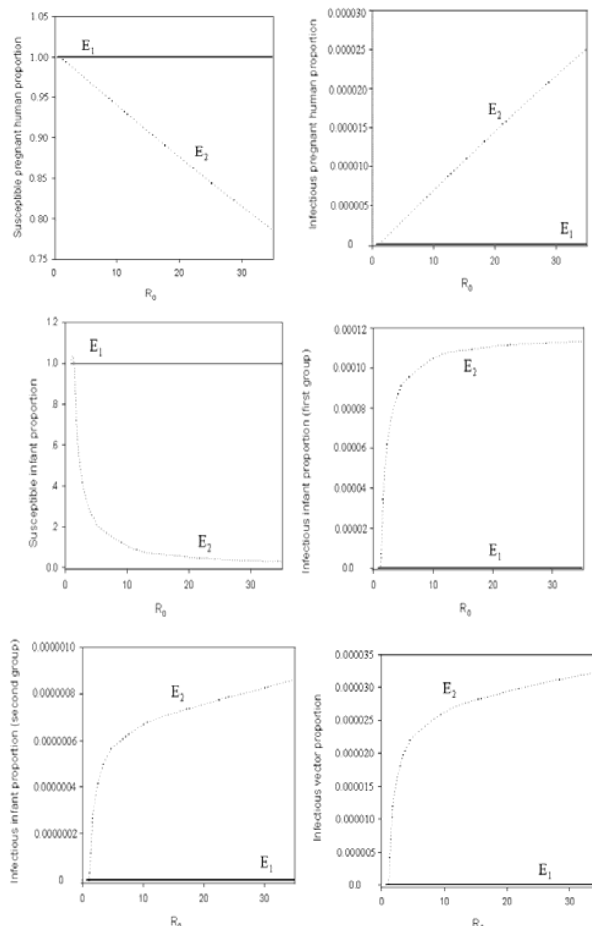 Susceptible pregnant human proportion
1.05
1.00
0.95
0.90
0.85
0.80
0.75
E1
E2
0 10 20 30
R0
Infectious pregnant human proportion
0.000030
0.000025
0.000020
0.000015
0.000010
0.000005
0
E2
E1
0 10 20 30
R0
Susceptible infant proportion
1.2
1.0
.8
.6
.4
.2
0.0
E1
E2
0 10 20 30
R0
Infectious infant proportion (first group)
0.00012
0.00010
0.00008
0.00006
0.00004
0.00002
0.0
E2
E1
0 10 20 30
R0
Infectious infant proportion (second group)
0.0000010
0.0000008
0.0000006
0.0000004
0.0000002
0
E2
E1
0 10 20 30
R0
Infectious vector proportion
0.000035
0.000030
0.000025
0.000020
0.000015
0.000010
0.000005
0.0
E2
E1
0 10 20 30
R0